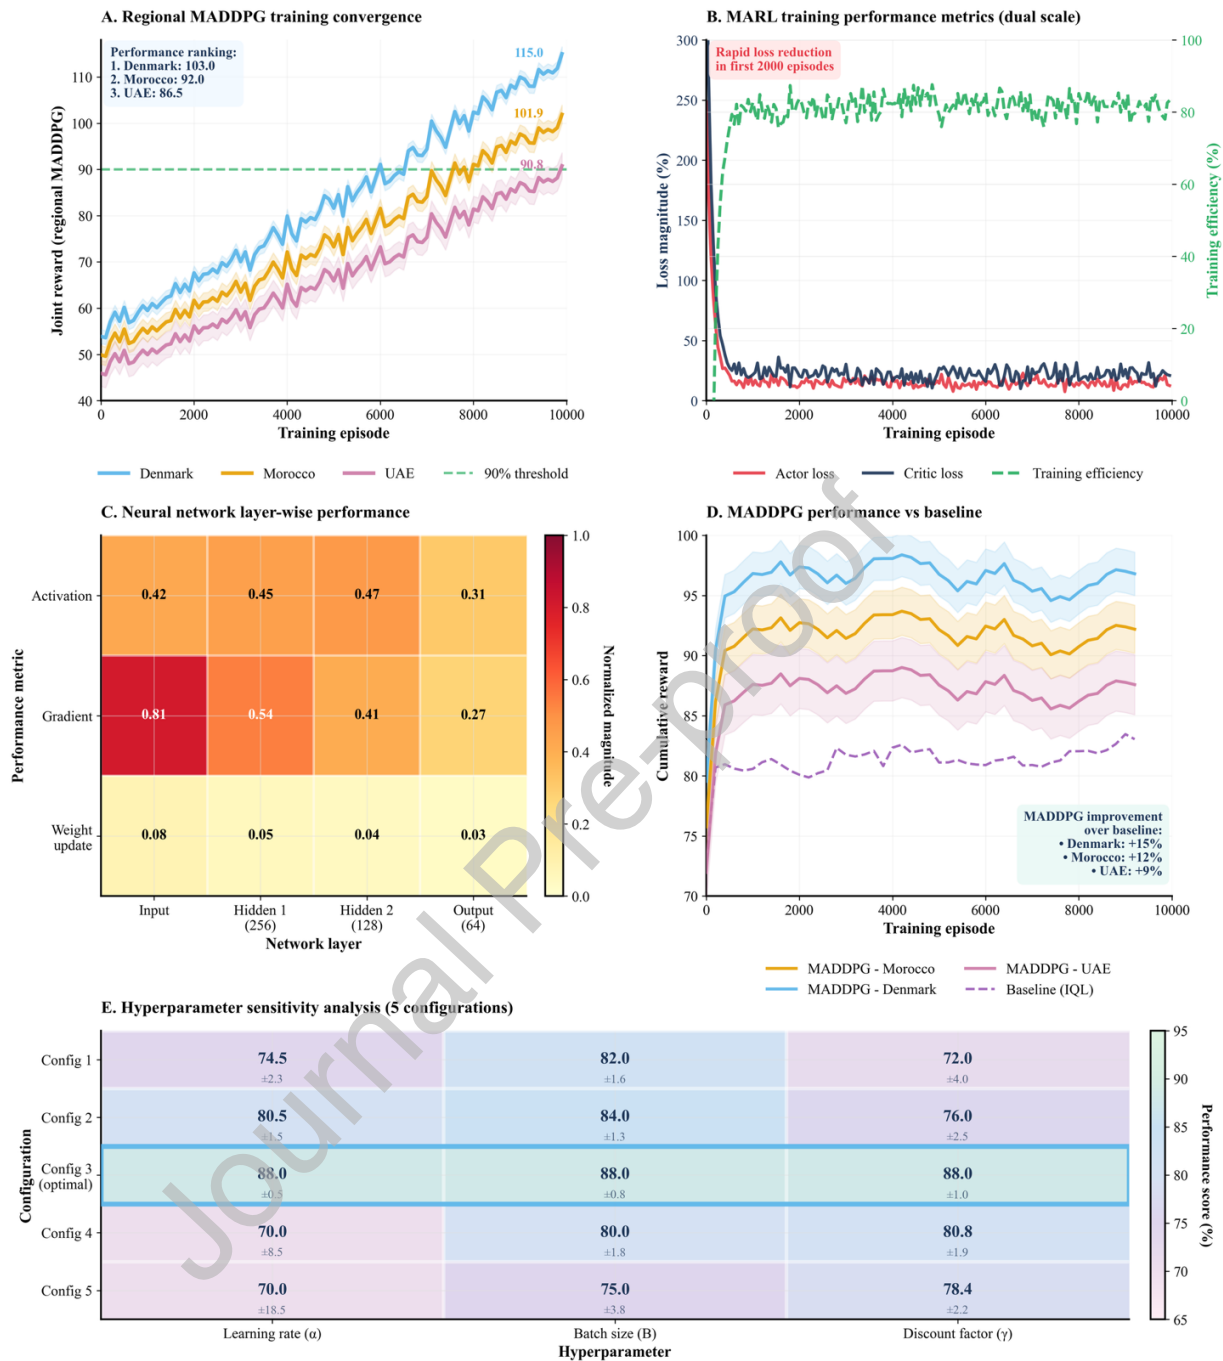 A. Regional MADDPG training convergence
Performance ranking:
1. Denmark: 103.0
2. Morocco: 92.0
3. UAE: 86.5
115.0
101.9
90.8
110
100
90
80
70
60
50
40
0
2000
4000
6000
8000
10000
Joint reward (regional MADDPG)
Training episode
Denmark
Morocco
UAE
90% threshold
B. MARL training performance metrics (dual scale)
Rapid loss reduction
in first 2000 episodes
300
250
200
150
100
50
0
100
80
60
40
20
0
0
2000
4000
6000
8000
10000
Loss magnitude (%)
Training efficiency (%)
Training episode
Actor loss
Critic loss
Training efficiency
C. Neural network layer-wise performance
Performance metric
Activation
0.42
0.45
0.47
0.31
Gradient
0.81
0.54
0.41
0.27
Weight
update
0.08
0.05
0.04
0.03
Input
Hidden 1
(256)
Hidden 2
(128)
Output
(64)
Network layer
1.0
0.8
0.6
0.4
0.2
0.0
Normalized magnitude
D. MADDPG performance vs baseline
100
95
90
85
80
75
70
0
2000
4000
6000
8000
10000
Cumulative reward
Training episode
MADDPG improvement
over baseline:
• Denmark: +15%
• Morocco: +12%
• UAE: +9%
MADDPG - Morocco
MADDPG - UAE
MADDPG - Denmark
Baseline (IQL)
E. Hyperparameter sensitivity analysis (5 configurations)
Configuration
Config 1
74.5
±2.3
82.0
±1.6
72.0
±4.0
Config 2
80.5
±1.5
84.0
±1.3
76.0
±2.5
Config 3
(optimal)
88.0
±0.5
88.0
±0.8
88.0
±1.0
Config 4
70.0
±8.5
80.0
±1.8
80.8
±1.9
Config 5
70.0
±18.5
75.0
±3.8
78.4
±2.2
Learning rate (α)
Batch size (B)
Discount factor (γ)
Hyperparameter
95
90
85
80
75
70
65
Performance score (%)
Journal Pre-proof